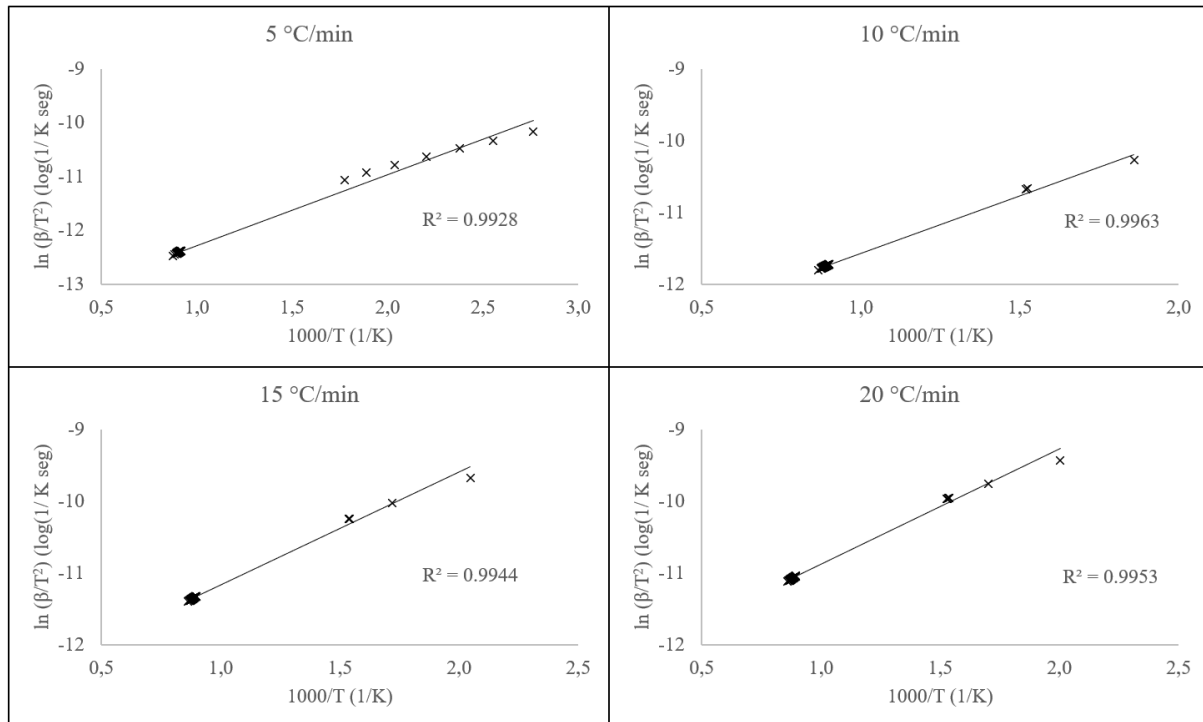 5 °C/min
ln (β/T²) (log(1/ K seg)
-9
-10
-11
-12
-13
R² = 0.9928
0,5
1,0
1,5
2,0
2,5
3,0
1000/T (1/K)
10 °C/min
ln (β/T²) (log(1/ K seg)
-9
-10
-11
-12
R² = 0.9963
0,5
1,0
1,5
2,0
1000/T (1/K)
15 °C/min
ln (β/T²) (log(1/ K seg)
-9
-10
-11
-12
R² = 0.9944
0,5
1,0
1,5
2,0
2,5
1000/T (1/K)
20 °C/min
ln (β/T²) (log(1/ K seg)
-9
-10
-11
-12
R² = 0.9953
0,5
1,0
1,5
2,0
2,5
1000/T (1/K)